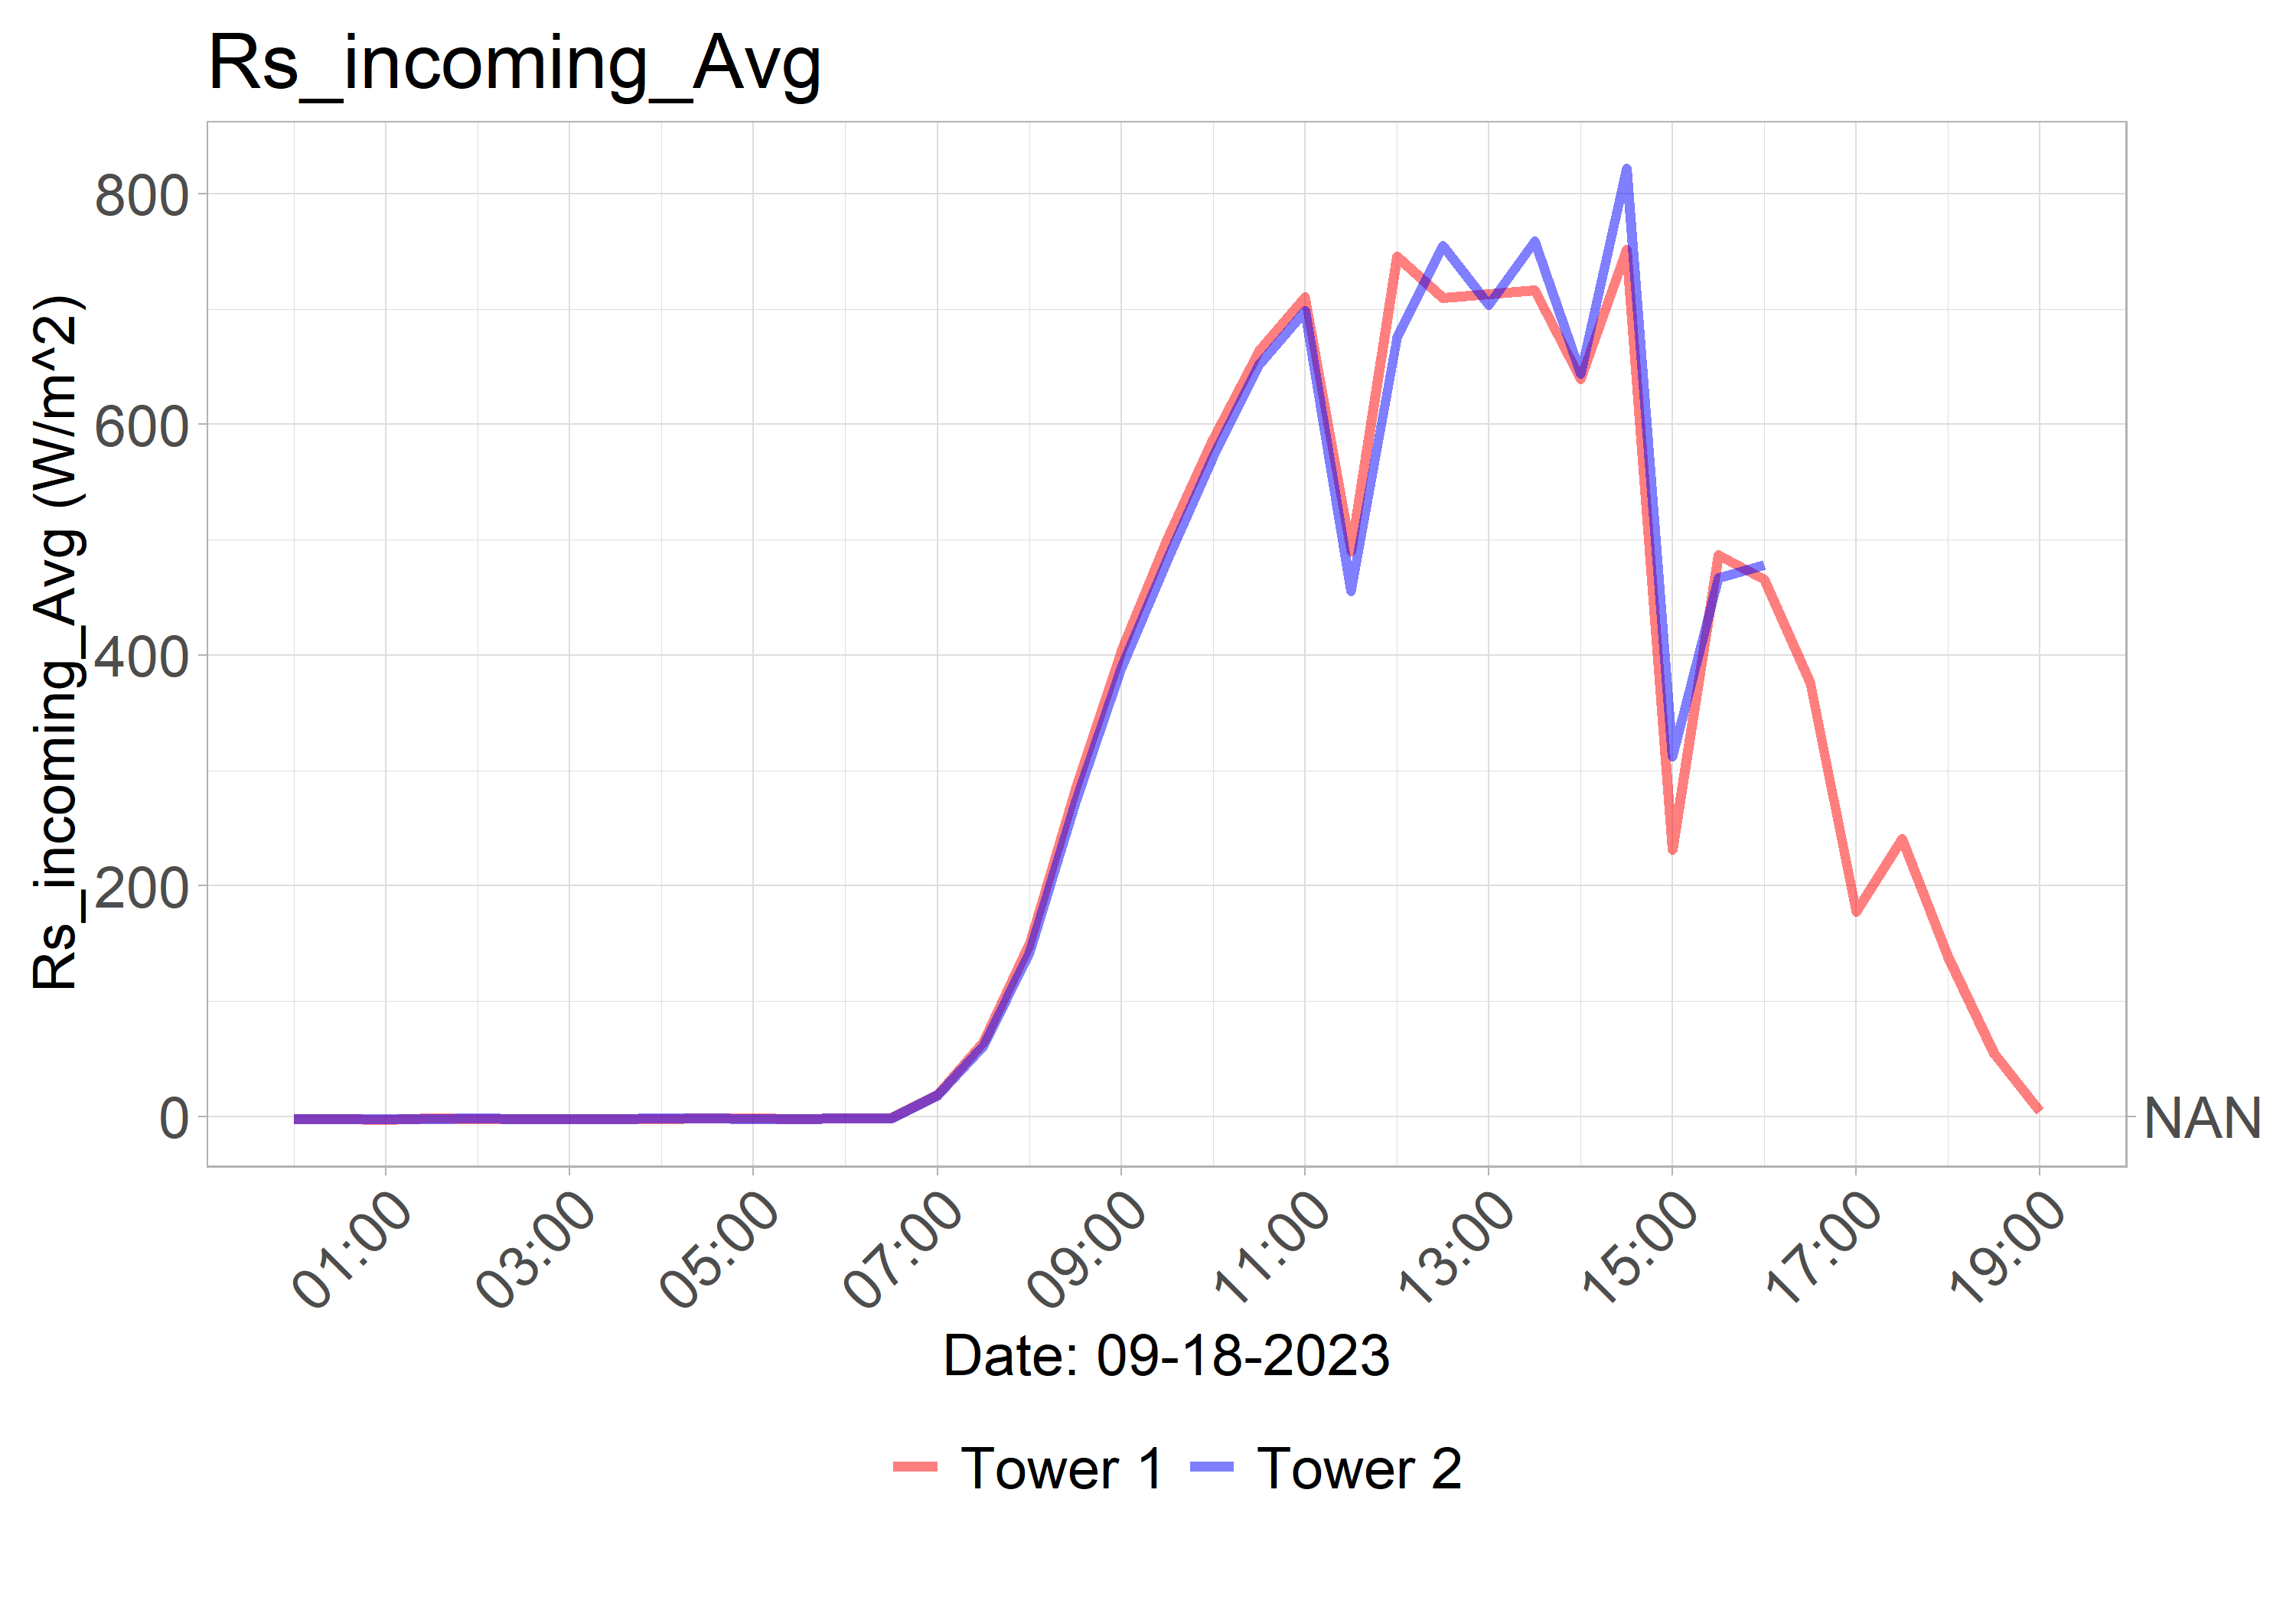 Rs_incoming_Avg
Rs_incoming_Avg (W/m^2)
800
600
400
200
0
NAN
01:00
03:00
05:00
07:00
09:00
11:00
13:00
15:00
17:00
19:00
Date: 09-18-2023
Tower 1
Tower 2